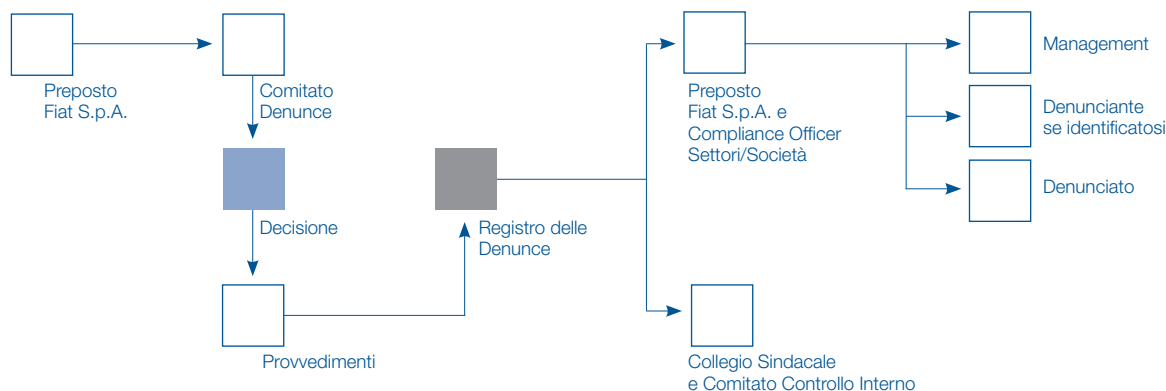 Preposto
Fiat S.p.A.
Comitato
Denunce
Decisione
Provvedimenti
Registro delle
Denunce
Preposto
Fiat S.p.A. e
Compliance Officer
Settori/Società
Collegio Sindacale
e Comitato Controllo Interno
Management
Denunciante
se identificatosi
Denunciato